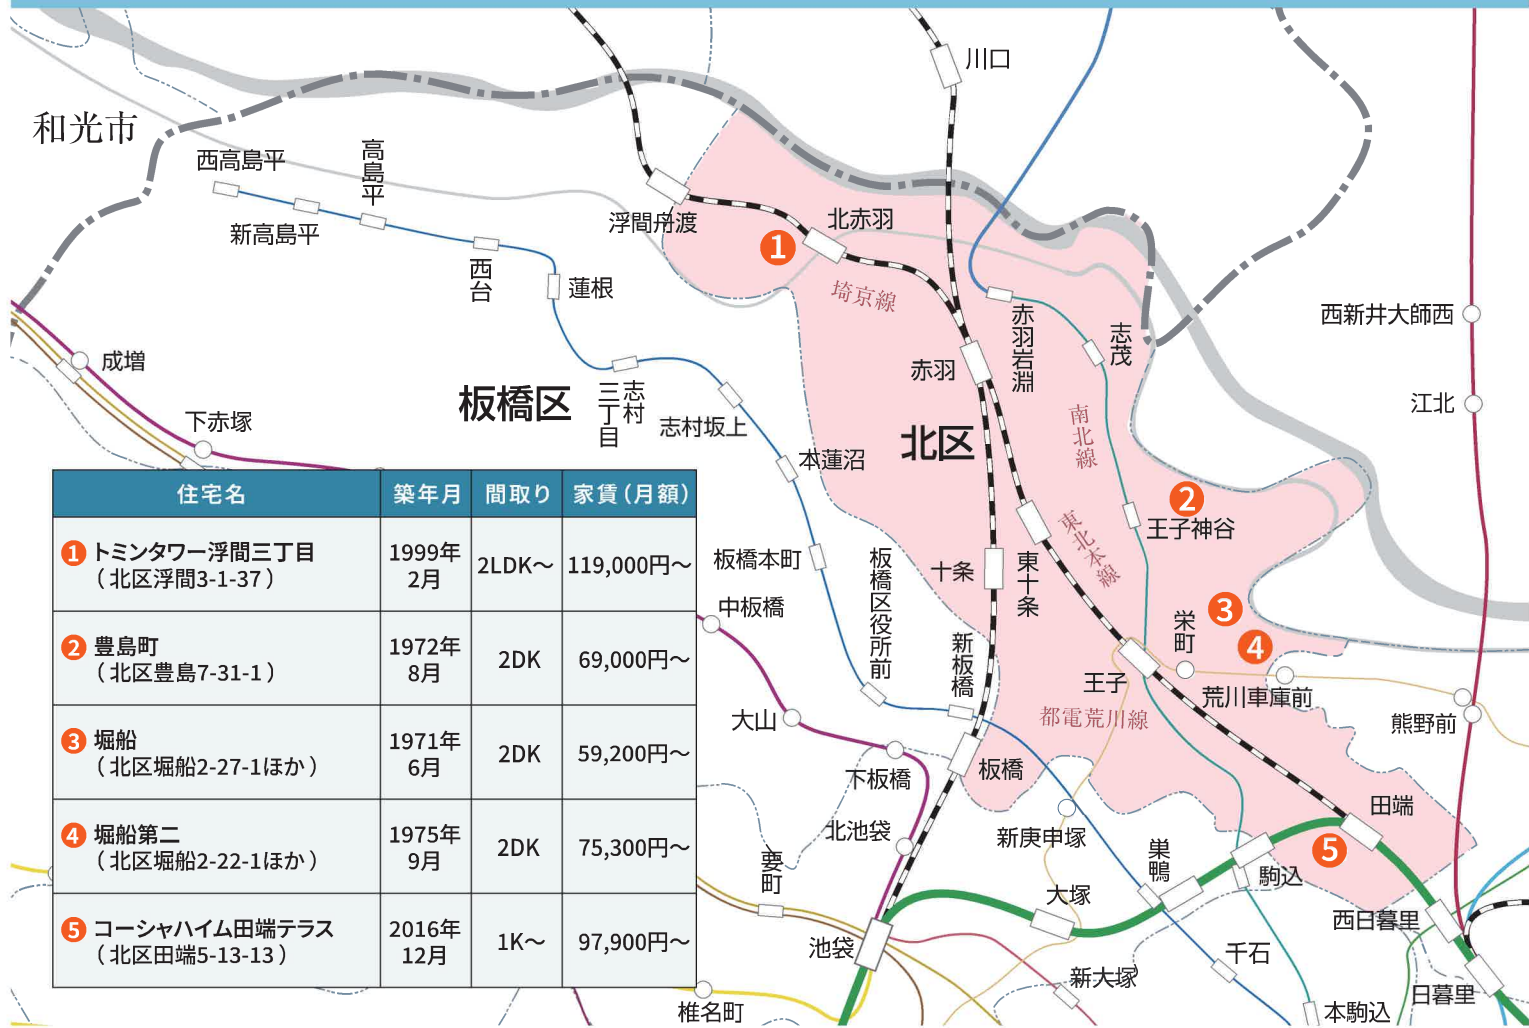 和光市
川口
西高島平
高島平
新高島平
西台
蓮根
浮間舟渡
北赤羽
1
埼京線
赤羽岩淵
志茂
西新井大師西
成増
板橋区
志村
三丁目
志村坂上
赤羽
北区
南北線
江北
下赤塚
本蓮沼
2
王子神谷
東北本線
板橋本町
板橋区役所前
十条
東十条
中板橋
新板橋
3
栄町
4
王子
荒川車庫前
都電荒川線
熊野前
大山
下板橋
板橋
田端
北池袋
新庚申塚
巣鴨
5
駒込
要町
大塚
西日暮里
池袋
千石
新大塚
日暮里
椎名町
本駒込
住宅名 築年月 間取り 家賃(月額)
1 トミンタワー浮間三丁目
(北区浮間3-1-37)
1999年
2月
2LDK～ 119,000円～
2 豊島町
(北区豊島7-31-1)
1972年
8月
2DK 69,000円～
3 堀船
(北区堀船2-27-1ほか)
1971年
6月
2DK 59,200円～
4 堀船第二
(北区堀船2-22-1ほか)
1975年
9月
2DK 75,300円～
5 コーシャハイム田端テラス
(北区田端5-13-13)
2016年
12月
1K～ 97,900円～